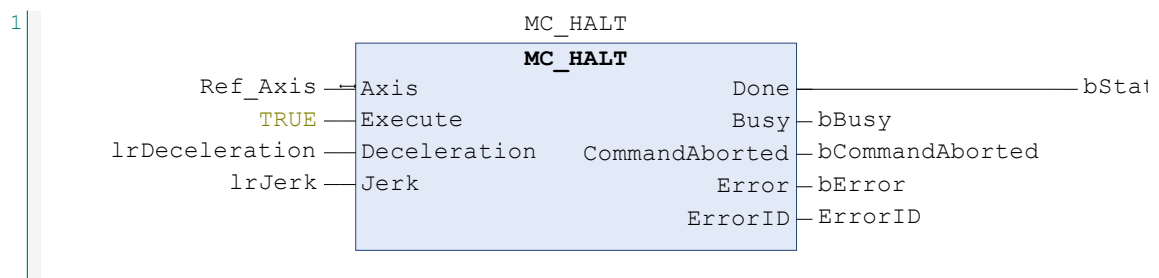 1
MC_HALT
MC_HALT
Ref_Axis Axis Done bStat
TRUE Execute Busy bBusy
lrDeceleration Deceleration CommandAborted bCommandAborted
lrJerk Jerk Error bError
ErrorID ErrorID